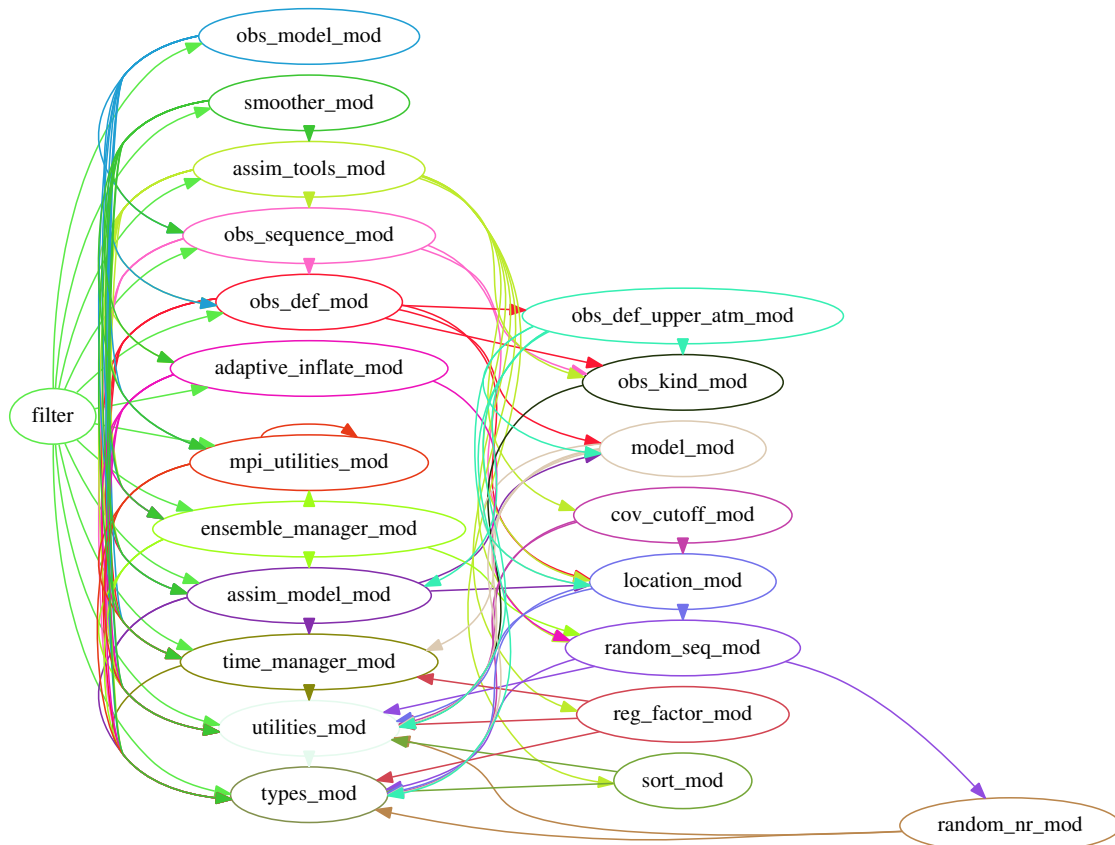 obs_model_mod
smoother_mod
assim_tools_mod
obs_sequence_mod
obs_def_mod
obs_def_upper_atm_mod
adaptive_inflate_mod
obs_kind_mod
filter
model_mod
mpi_utilities_mod
cov_cutoff_mod
ensemble_manager_mod
location_mod
assim_model_mod
random_seq_mod
time_manager_mod
reg_factor_mod
utilities_mod
sort_mod
types_mod
random_nr_mod